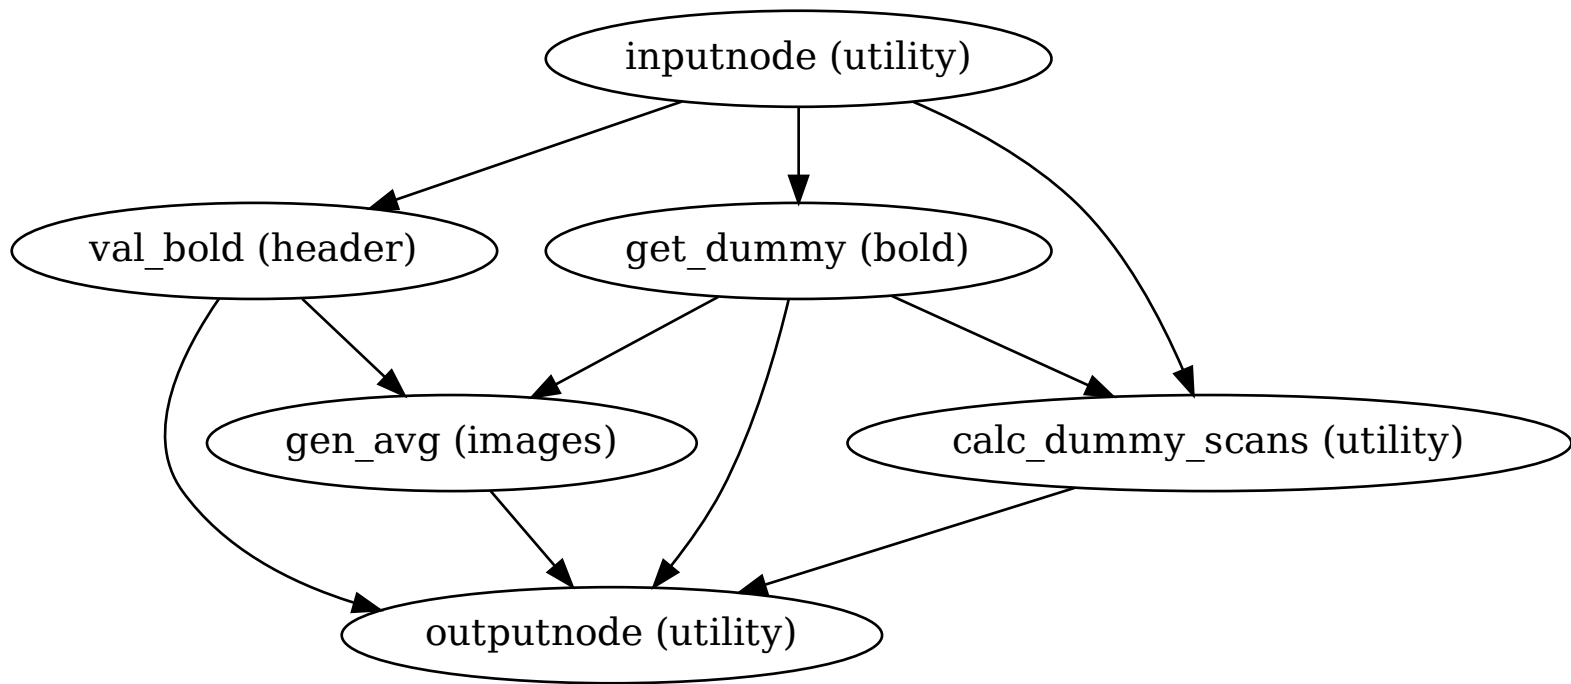 inputnode (utility)
val_bold (header)
get_dummy (bold)
gen_avg (images)
calc_dummy_scans (utility)
outputnode (utility)